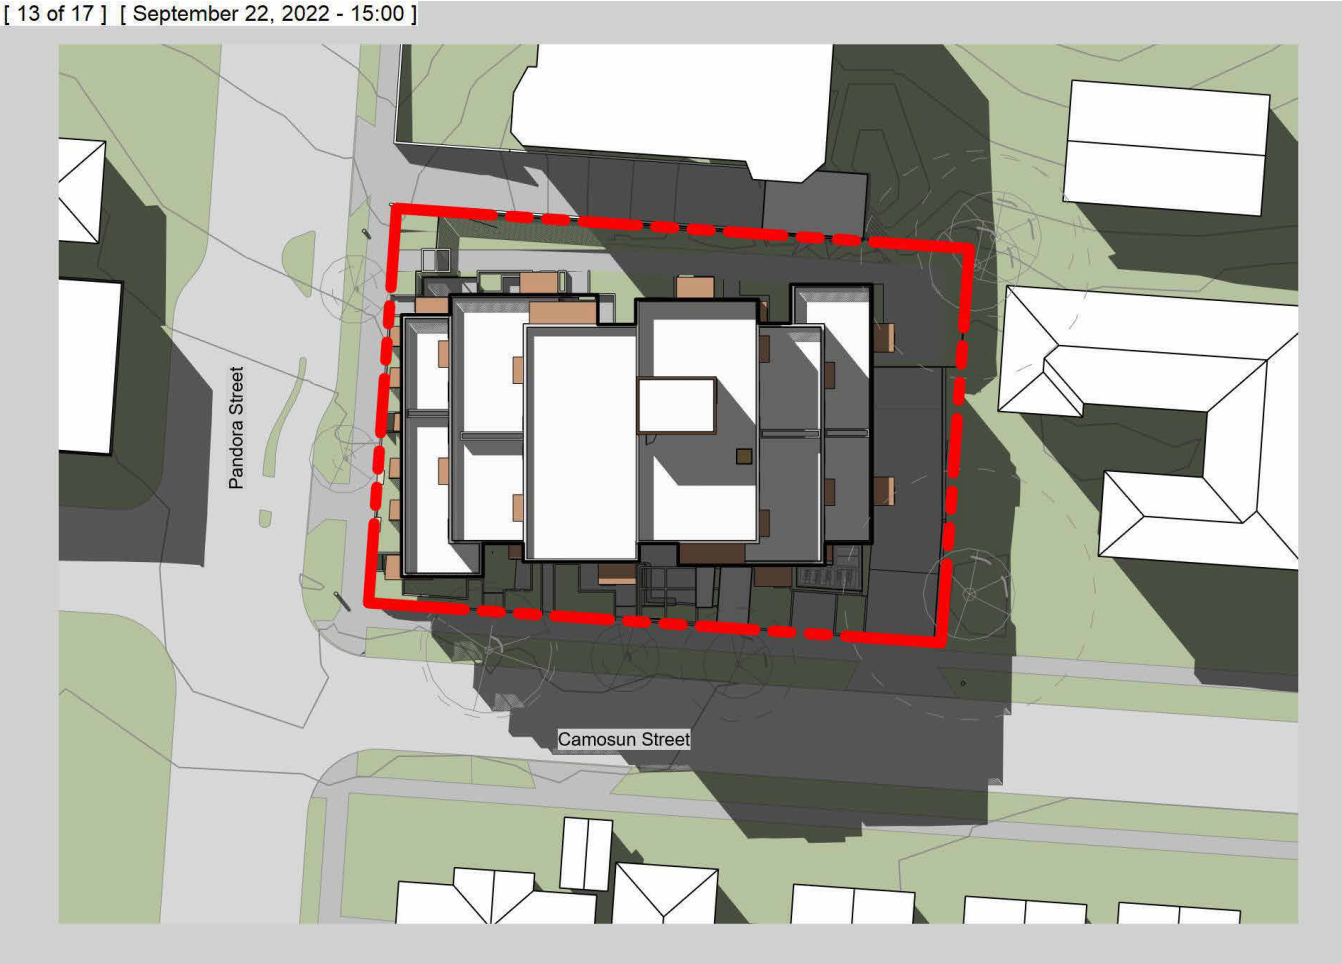 [ 13 of 17 ] [ September 22, 2022 - 15:00 ]
Pandora Street
Camosun Street